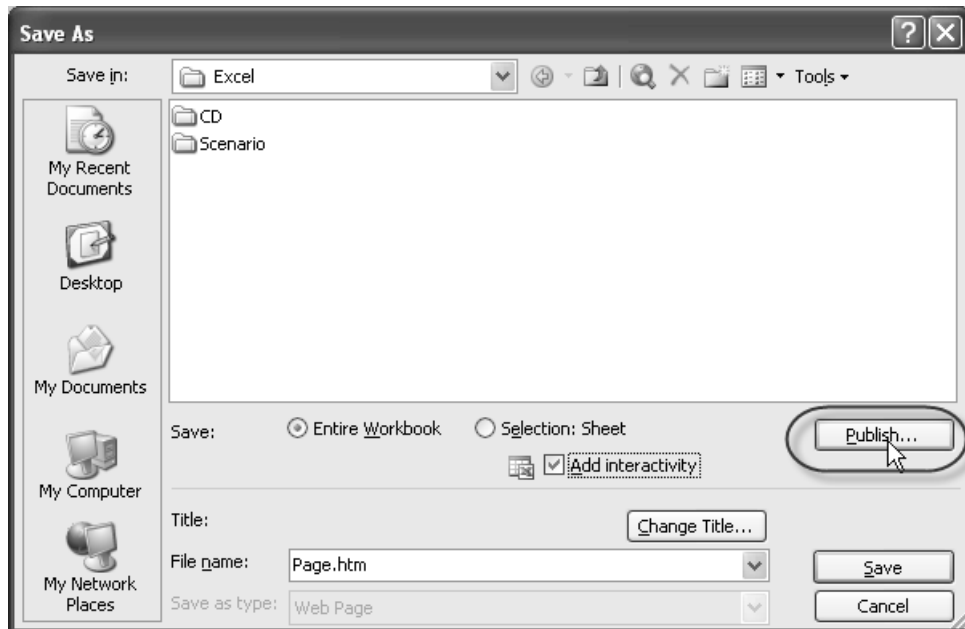 Save As
Save in:
Excel
Tools
CD
Scenario
My Recent
Documents
Desktop
My Documents
My Computer
My Network
Places
Save:
Entire Workbook
Selection: Sheet
Publish...
Add interactivity
Title:
Change Title...
File name:
Page.htm
Save
Save as type:
Web Page
Cancel